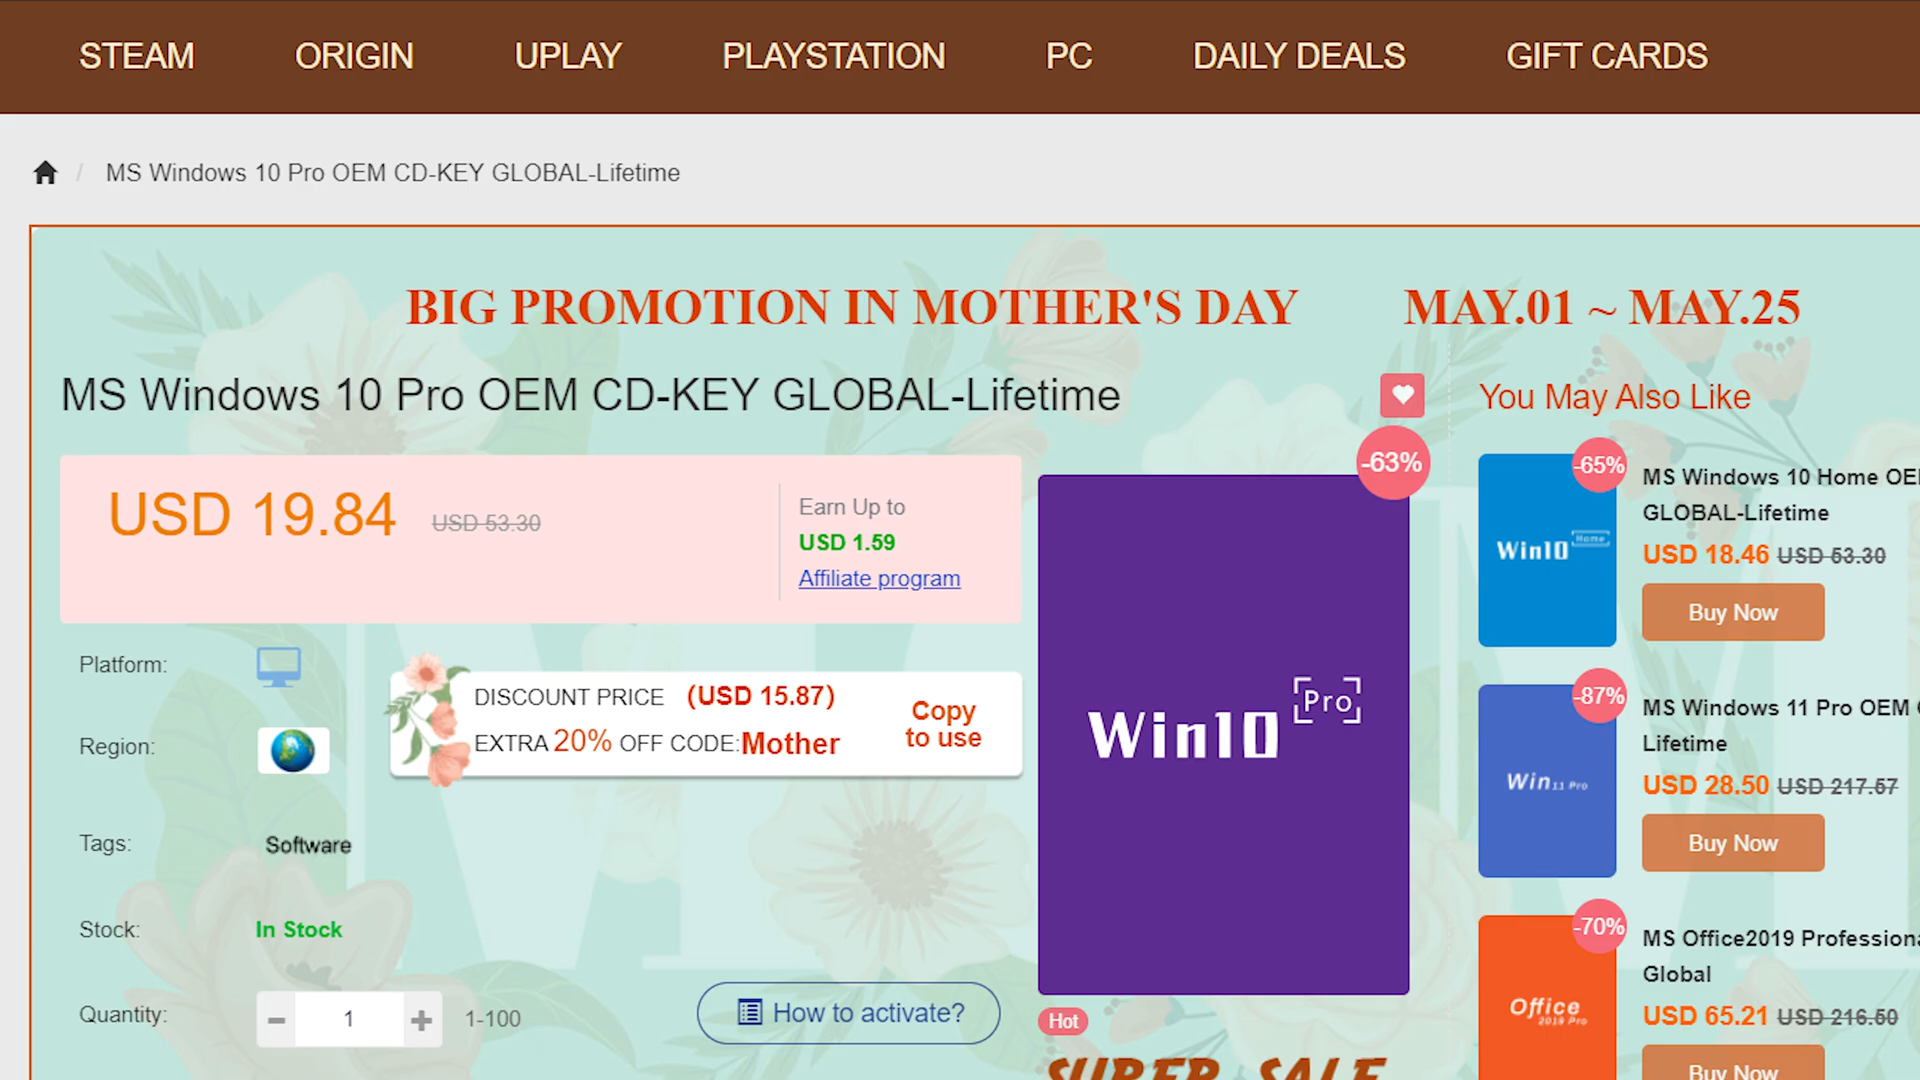 STEAM ORIGIN UPLAY PLAYSTATION PC DAILY DEALS GIFT CARDS
/ MS Windows 10 Pro OEM CD-KEY GLOBAL-Lifetime
BIG PROMOTION IN MOTHER'S DAY MAY.01 ~ MAY.25
MS Windows 10 Pro OEM CD-KEY GLOBAL-Lifetime
USD 19.84 USD 53.30
Earn Up to
USD 1.59
Affiliate program
Platform:
DISCOUNT PRICE (USD 15.87)
EXTRA 20% OFF CODE:Mother
Copy
to use
Region:
Tags: Software
Stock: In Stock
Quantity: 1 1-100
How to activate?
-63%
Win10 Pro
Hot
SUPER SALE
You May Also Like
-65%
Win10 Home
MS Windows 10 Home OE
GLOBAL-Lifetime
USD 18.46 USD 53.30
Buy Now
-87%
Win11 Pro
MS Windows 11 Pro OEM
Lifetime
USD 28.50 USD 217.57
Buy Now
-70%
Office
2019 Pro
MS Office2019 Professiona
Global
USD 65.21 USD 216.50
Buy Now